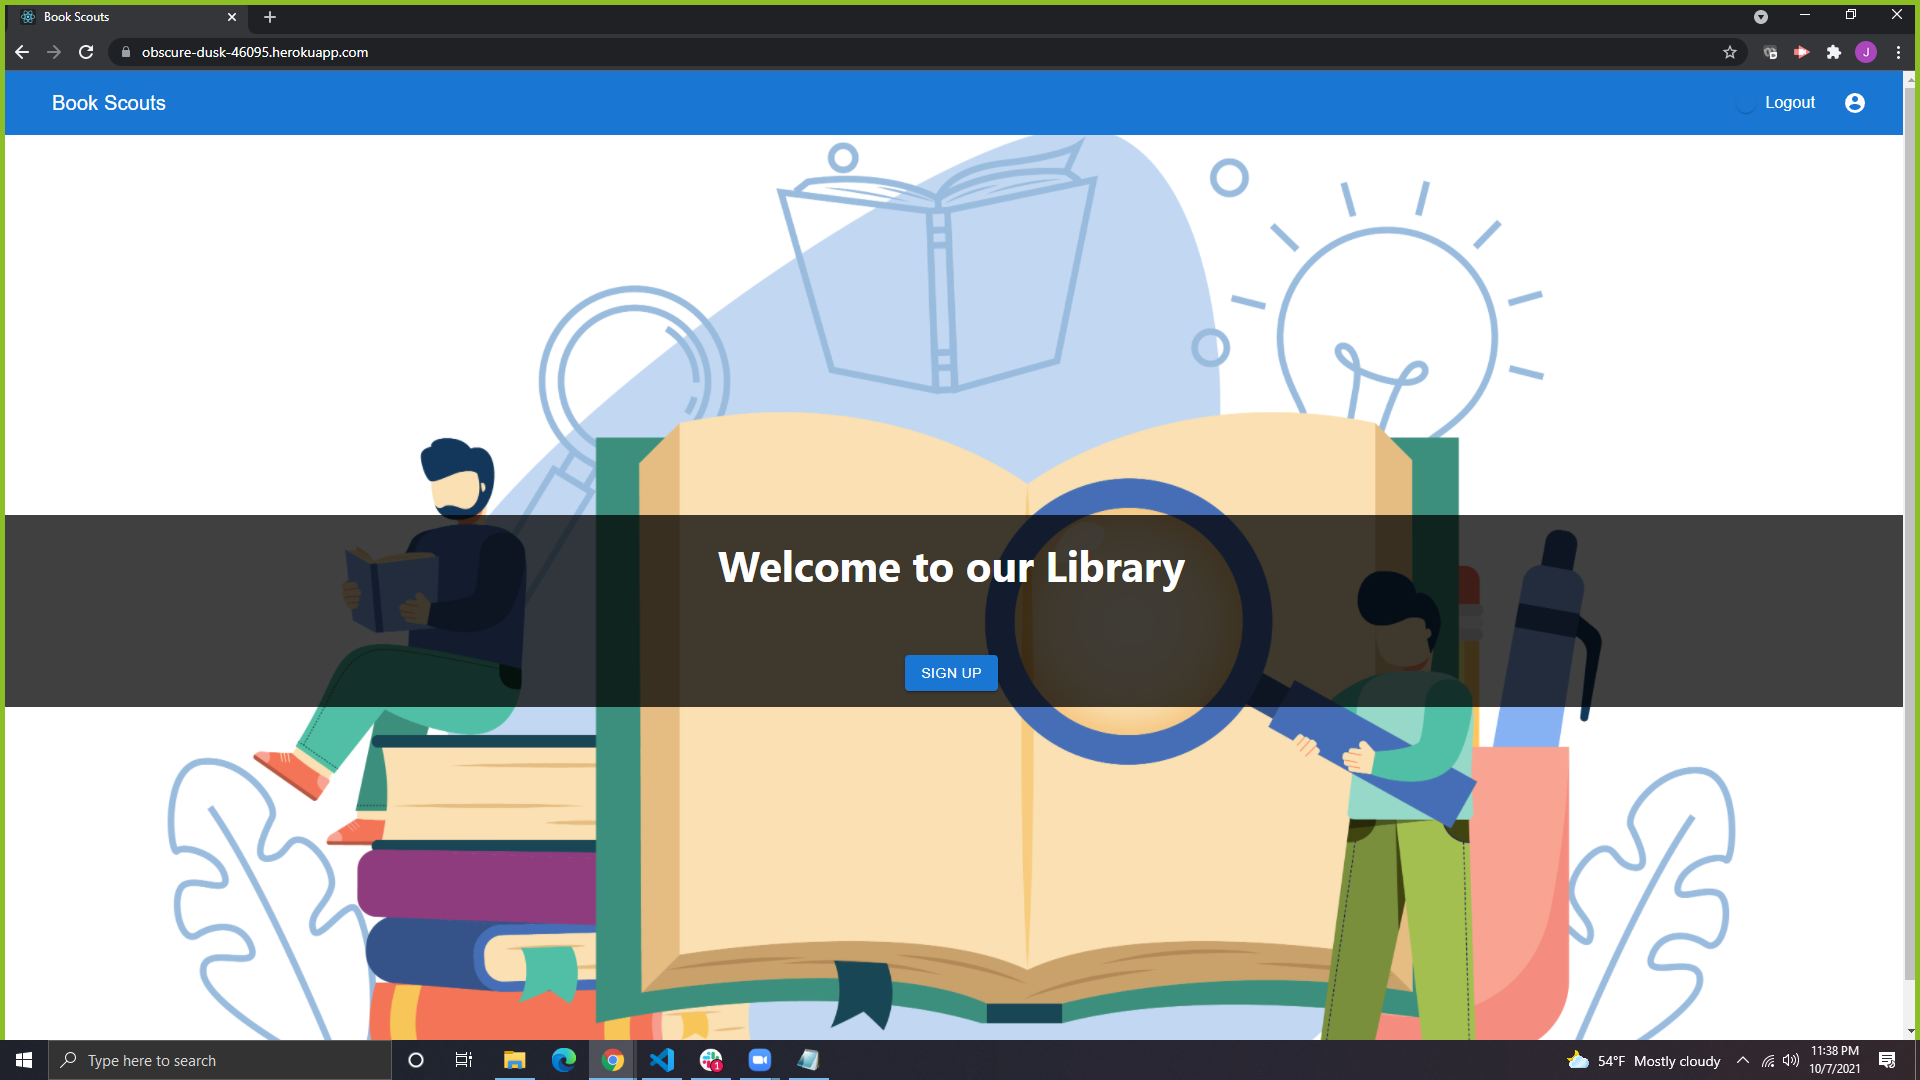 Book Scouts
obscure-dusk-46095.herokuapp.com
J
Book Scouts
Logout
Welcome to our Library
SIGN UP
Type here to search
1
54°F Mostly cloudy
11:38 PM
10/7/2021